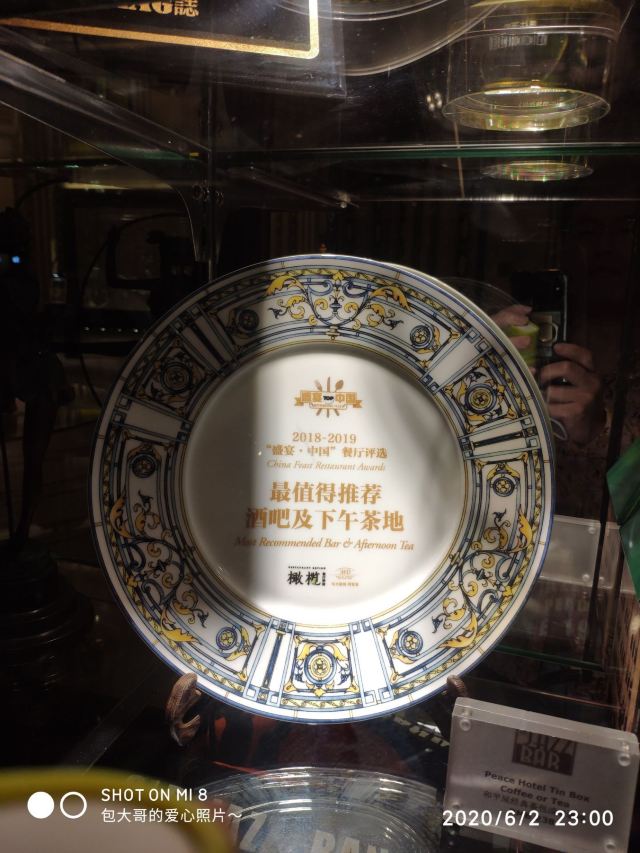 誌
盛宴 TOP 中国
2018-2019
“盛宴·中国”餐厅评选
China Feast Restaurant Awards
最值得推荐
酒吧及下午茶地
Most Recommended Bar & Afternoon Tea
橄榄
JAZZ
BAR
Peace Hotel Tin Box
Coffee or Tea
SHOT ON MI 8
包大哥的爱心照片～
2020/6/2 23:00